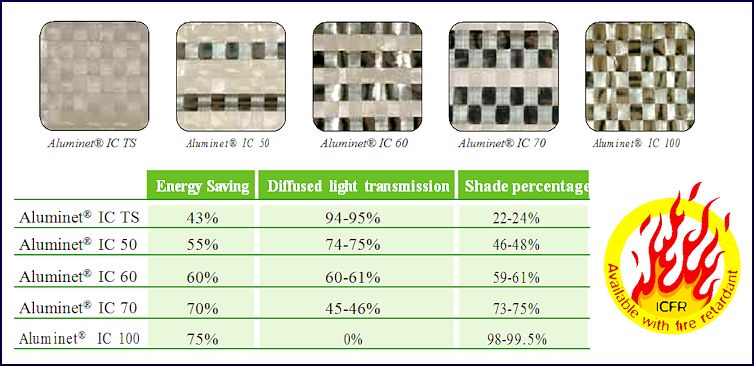 Aluminet® IC TS
Aluminet® IC 50
Aluminet® IC 60
Aluminet® IC 70
Aluminet® IC 100
Energy Saving Diffused light transmission Shade percentage
Aluminet® IC TS 43% 94-95% 22-24%
Aluminet® IC 50 55% 74-75% 46-48%
Aluminet® IC 60 60% 60-61% 59-61%
Aluminet® IC 70 70% 45-46% 73-75%
Aluminet® IC 100 75% 0% 98-99.5%
ICFR
Available with fire retardant